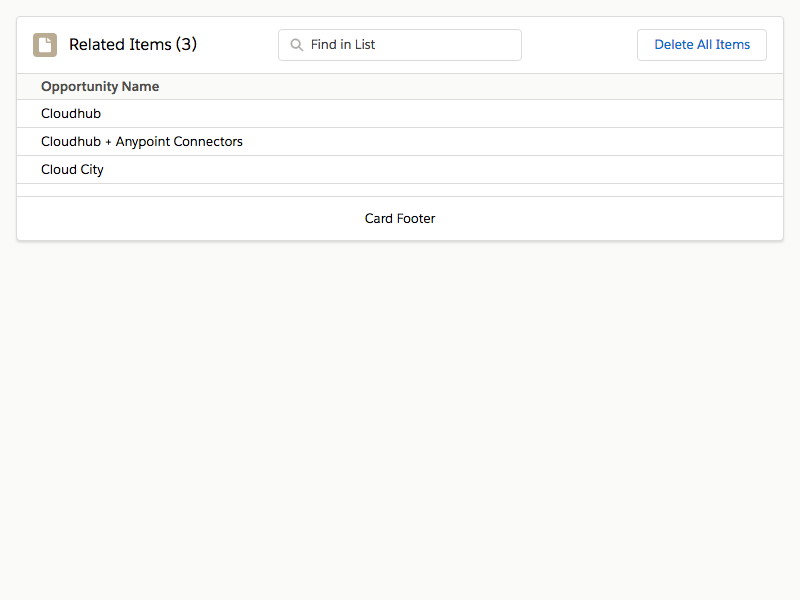 Related Items (3)
Find in List
Delete All Items
Opportunity Name
Cloudhub
Cloudhub + Anypoint Connectors
Cloud City
Card Footer